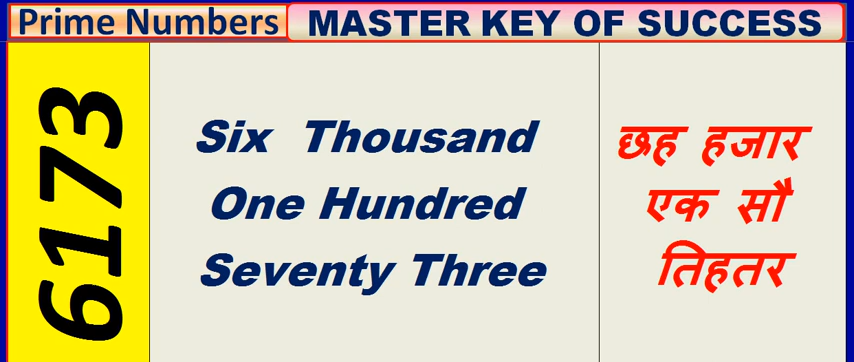 Prime Numbers
MASTER KEY OF SUCCESS
6173
Six Thousand
One Hundred
Seventy Three
छह हजार
एक सौ
तिहतर